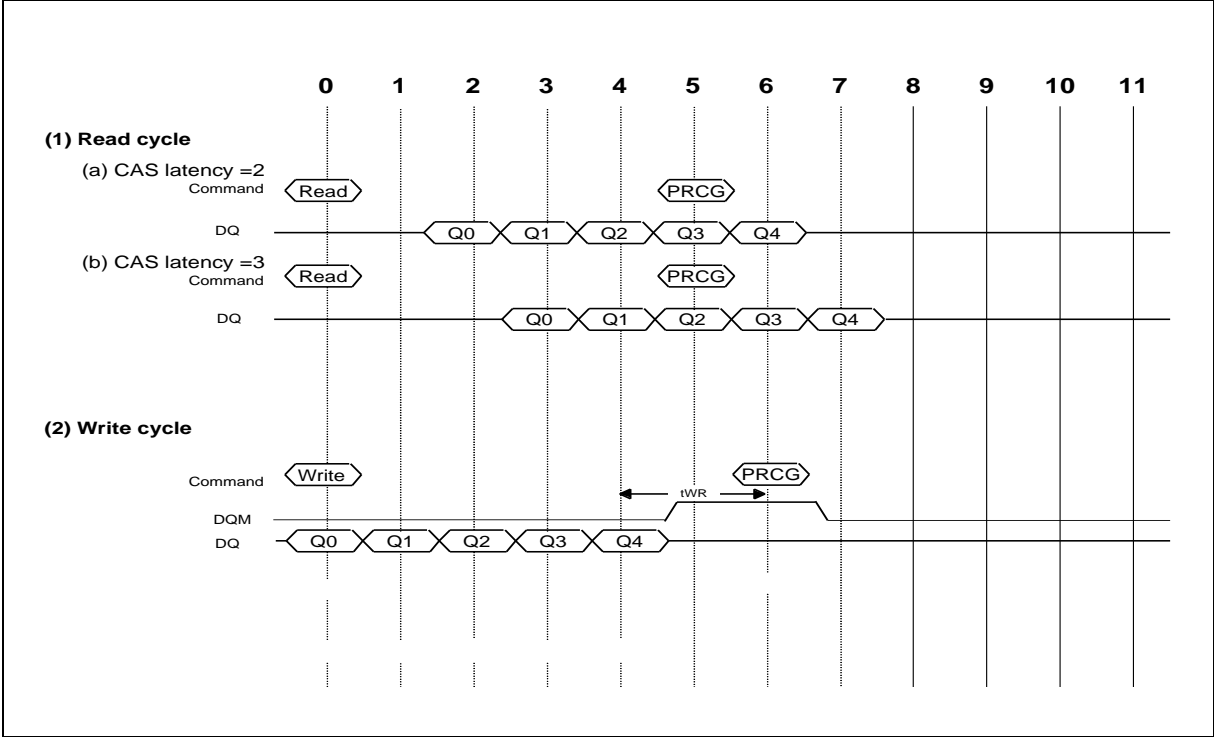 0 1 2 3 4 5 6 7 8 9 10 11
(1) Read cycle
(a) CAS latency =2
Command Read PRCG
DQ Q0 Q1 Q2 Q3 Q4
(b) CAS latency =3
Command Read PRCG
DQ Q0 Q1 Q2 Q3 Q4
(2) Write cycle
Command Write PRCG
tWR
DQM
DQ Q0 Q1 Q2 Q3 Q4